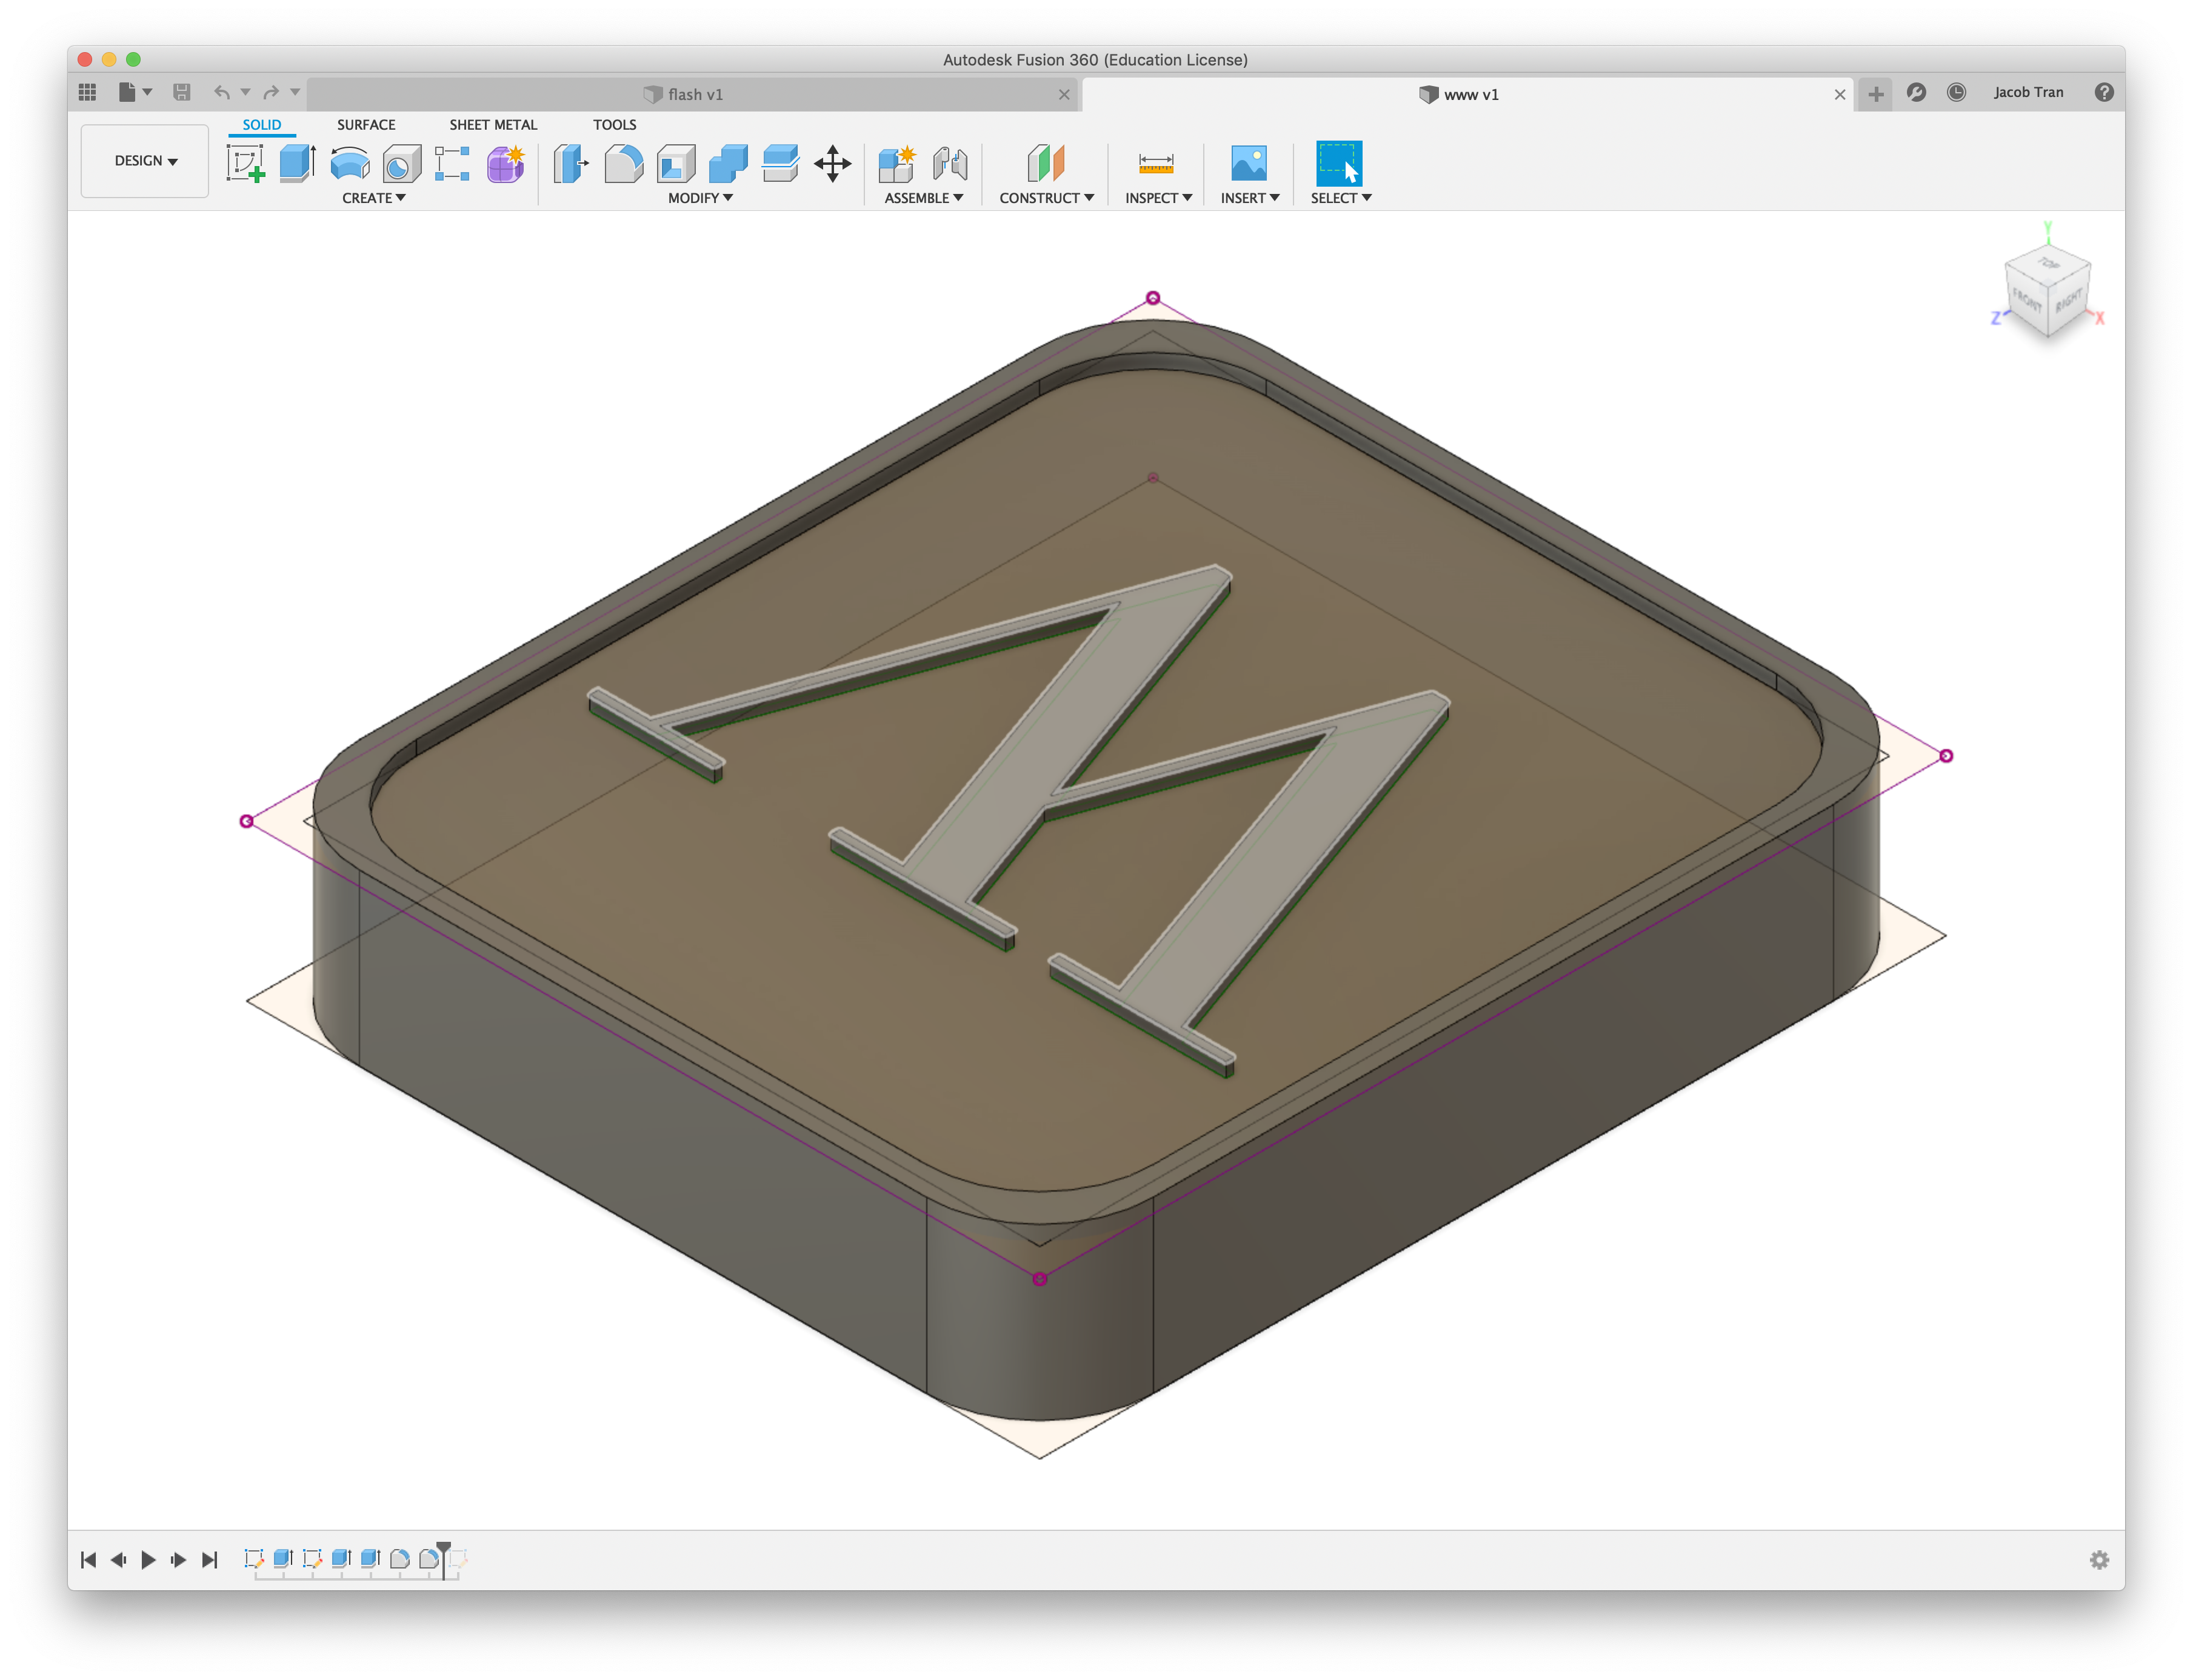 Autodesk Fusion 360 (Education License)
flash v1
www v1
Jacob Tran
SOLID SURFACE SHEET METAL TOOLS
DESIGN
CREATE MODIFY ASSEMBLE CONSTRUCT INSPECT INSERT SELECT
Y
TOP
FRONT RIGHT
Z X
W